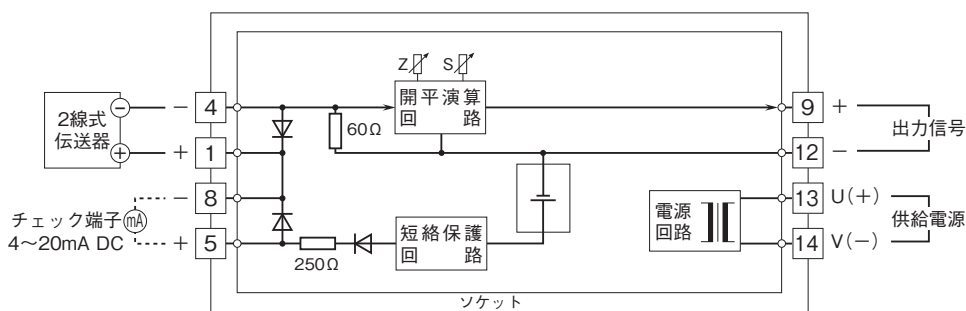 Z S
2線式
伝送器
−
+
− 4
+ 1
− 8
+ 5
チェック端子
mA
4〜20mA DC
60Ω
開平演算
回 路
250Ω
短絡保護
回 路
電源
回路
9 +
12 −
13 U(+)
14 V(−)
出力信号
供給電源
ソケット